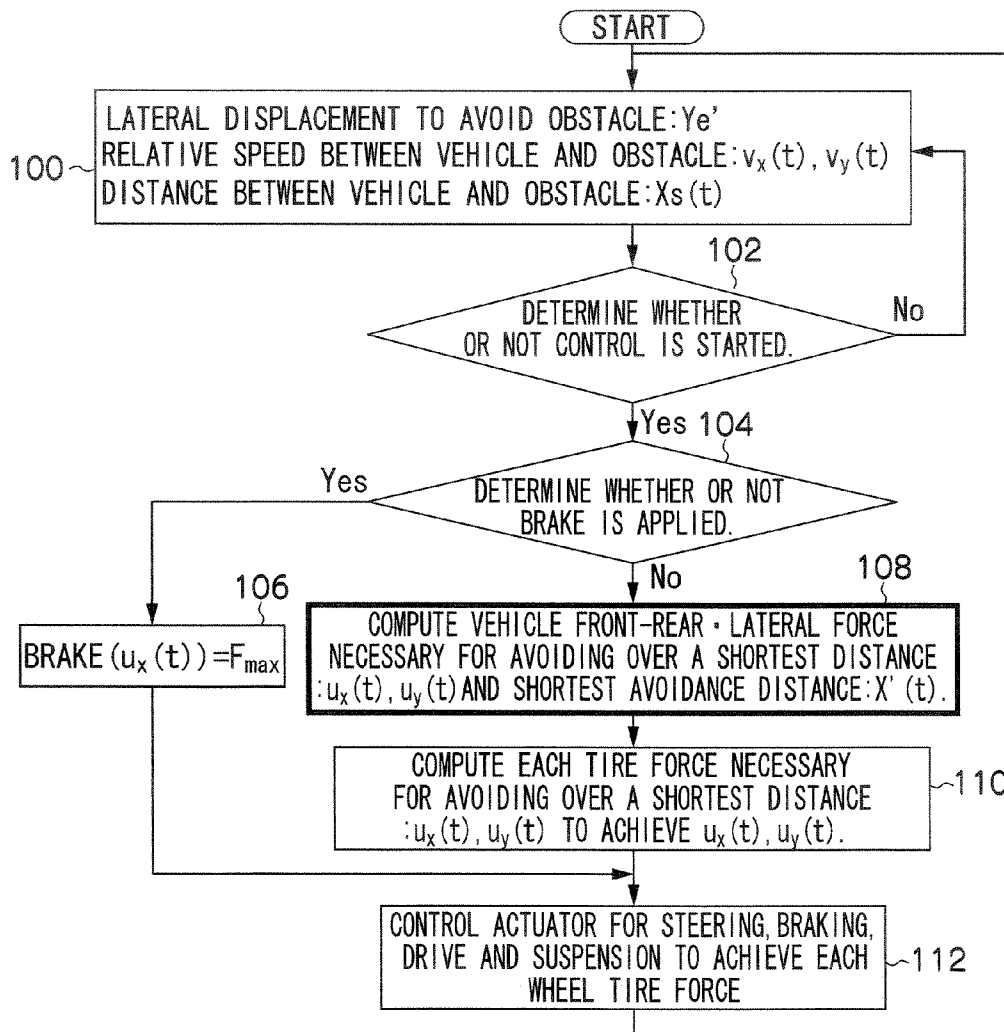 START
LATERAL DISPLACEMENT TO AVOID OBSTACLE:Ye'
RELATIVE SPEED BETWEEN VEHICLE AND OBSTACLE:vx(t), vy(t)
DISTANCE BETWEEN VEHICLE AND OBSTACLE:Xs(t)
100
102
DETERMINE WHETHER
OR NOT CONTROL IS STARTED.
No
Yes
104
DETERMINE WHETHER OR NOT
BRAKE IS APPLIED.
Yes
No
106
BRAKE(ux(t))=Fmax
108
COMPUTE VEHICLE FRONT-REAR・LATERAL FORCE
NECESSARY FOR AVOIDING OVER A SHORTEST DISTANCE
:ux(t), uy(t)AND SHORTEST AVOIDANCE DISTANCE:X'(t).
COMPUTE EACH TIRE FORCE NECESSARY
FOR AVOIDING OVER A SHORTEST DISTANCE
:ux(t), uy(t) TO ACHIEVE ux(t), uy(t).
110
CONTROL ACTUATOR FOR STEERING, BRAKING,
DRIVE AND SUSPENSION TO ACHIEVE EACH
WHEEL TIRE FORCE
112